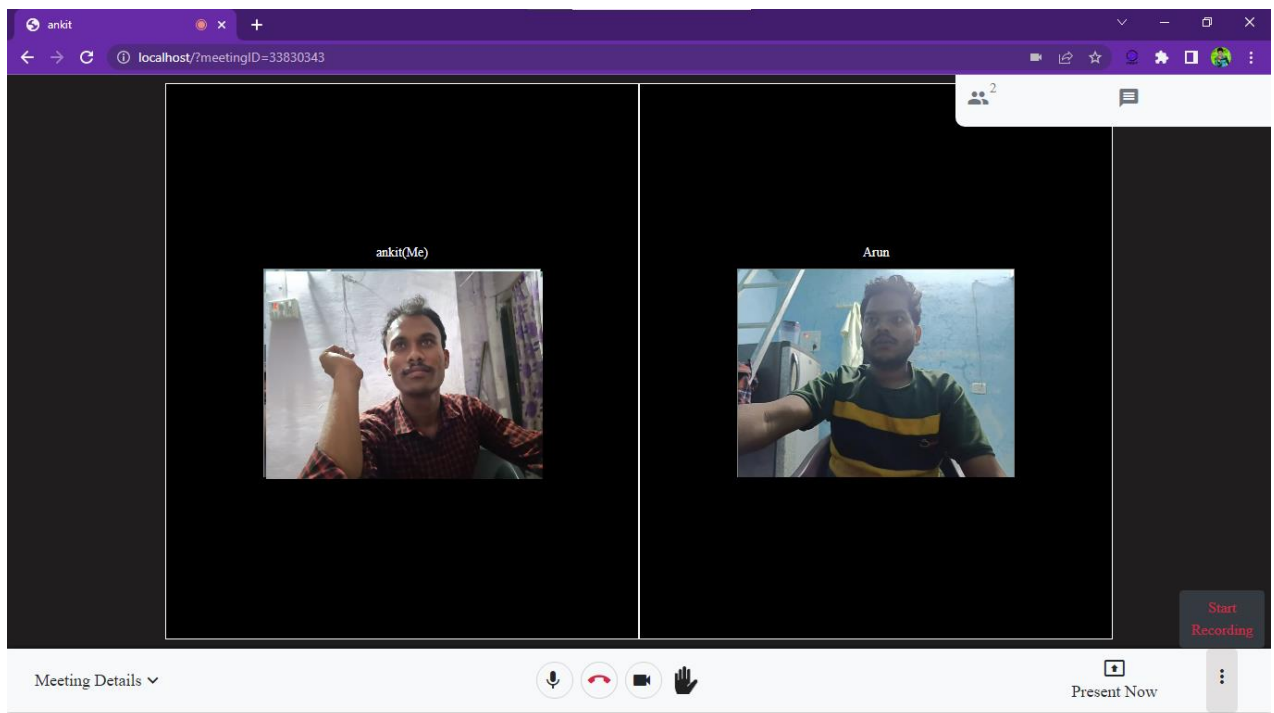 ankit
localhost/?meetingID=33830343
2
ankit(Me)
Arun
Start
Recording
Meeting Details
Present Now